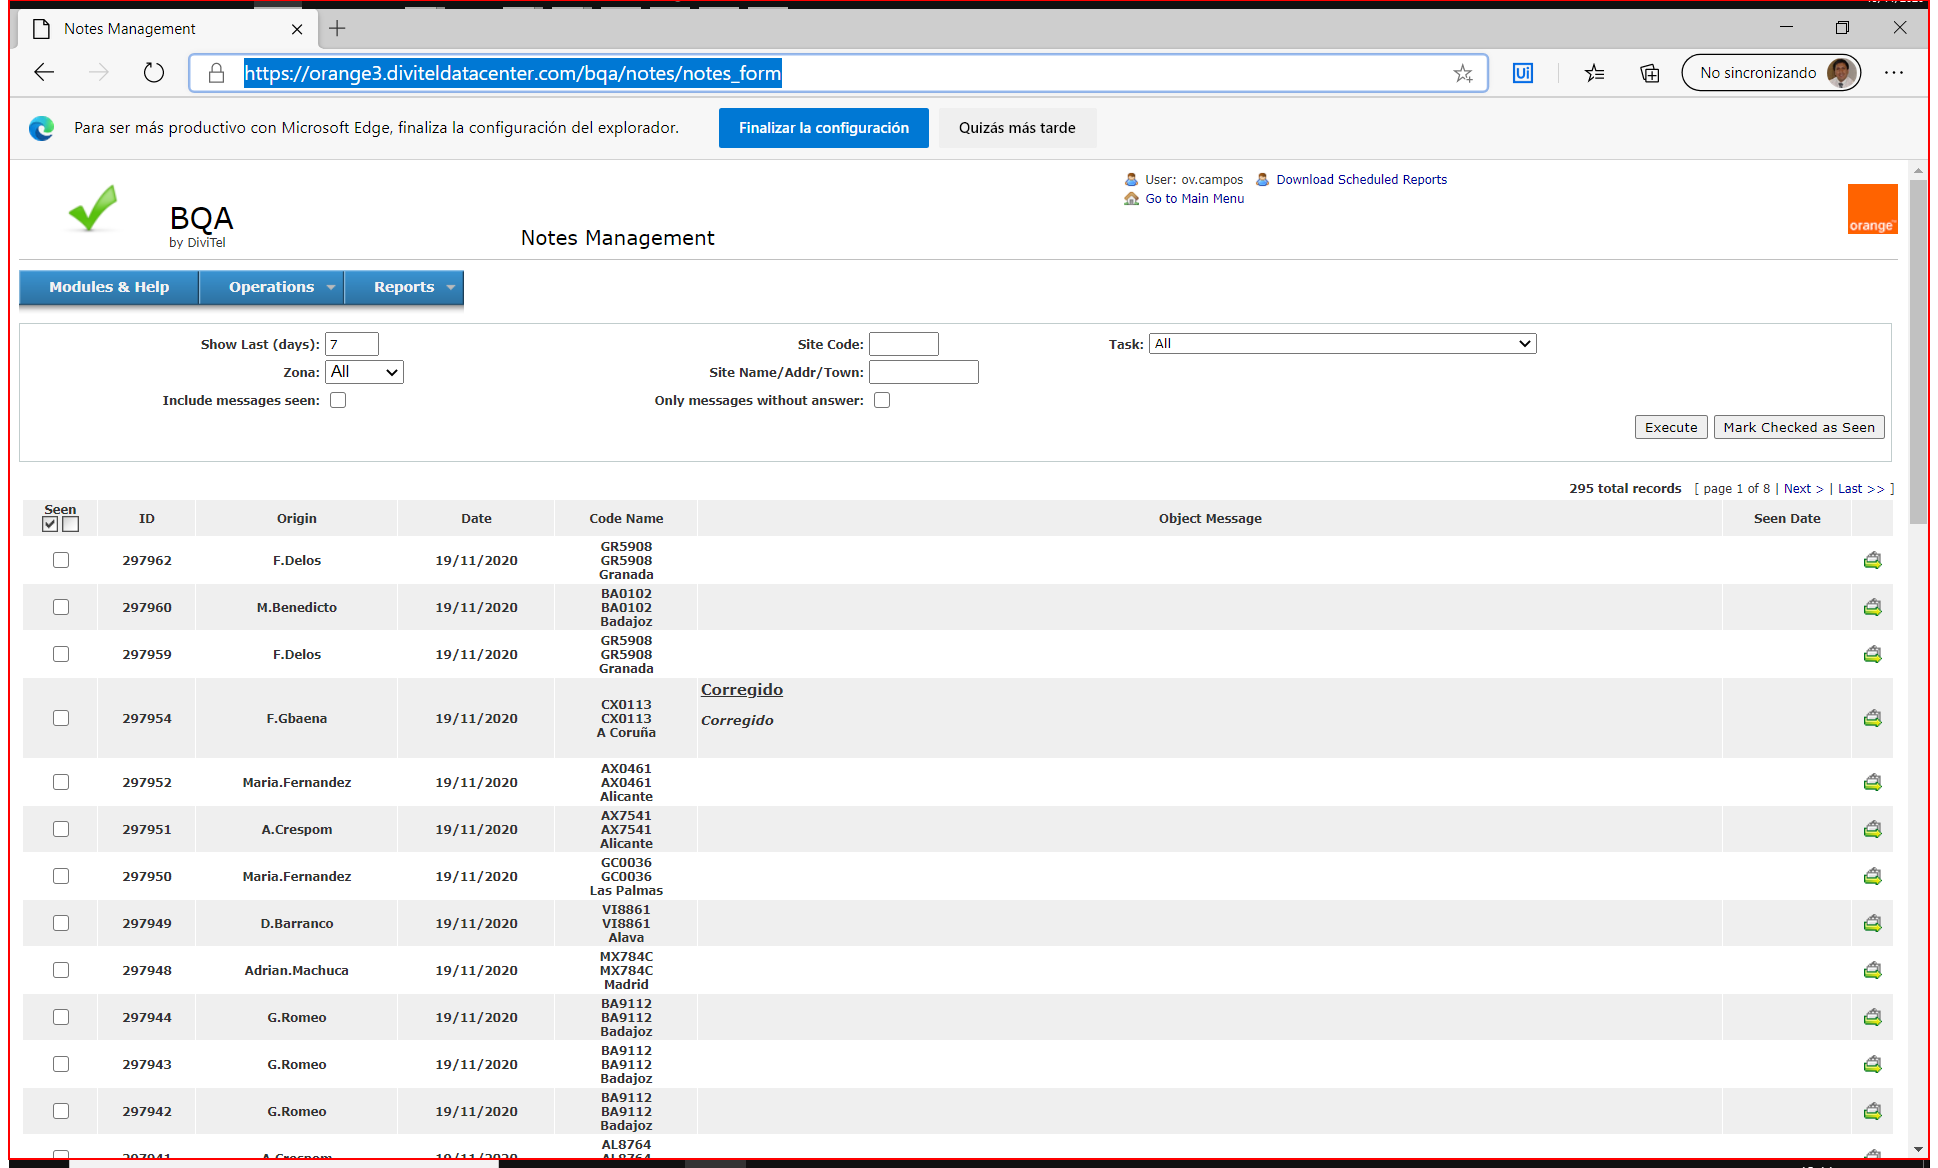 Notes Management
https://orange3.diviteldatacenter.com/bqa/notes/notes_form
No sincronizando
Para ser más productivo con Microsoft Edge, finaliza la configuración del explorador.
Finalizar la configuración
Quizás más tarde
User: ov.campos Download Scheduled Reports
Go to Main Menu
BQA
by DiviTel
Notes Management
orange™
Modules & Help Operations Reports
Show Last (days): 7 Site Code: Task: All
Zona: All Site Name/Addr/Town:
Include messages seen: Only messages without answer:
Execute Mark Checked as Seen
295 total records [ page 1 of 8 | Next > | Last >> ]
Seen ID Origin Date Code Name Object Message Seen Date
297962 F.Delos 19/11/2020 GR5908
GR5908
Granada
297960 M.Benedicto 19/11/2020 BA0102
BA0102
Badajoz
297959 F.Delos 19/11/2020 GR5908
GR5908
Granada
297954 F.Gbaena 19/11/2020 CX0113
CX0113
A Coruña
Corregido
Corregido
297952 Maria.Fernandez 19/11/2020 AX0461
AX0461
Alicante
297951 A.Crespom 19/11/2020 AX7541
AX7541
Alicante
297950 Maria.Fernandez 19/11/2020 GC0036
GC0036
Las Palmas
297949 D.Barranco 19/11/2020 VI8861
VI8861
Alava
297948 Adrian.Machuca 19/11/2020 MX784C
MX784C
Madrid
297944 G.Romeo 19/11/2020 BA9112
BA9112
Badajoz
297943 G.Romeo 19/11/2020 BA9112
BA9112
Badajoz
297942 G.Romeo 19/11/2020 BA9112
BA9112
Badajoz
297941 A.Crespom 19/11/2020 AL8764
AL8764